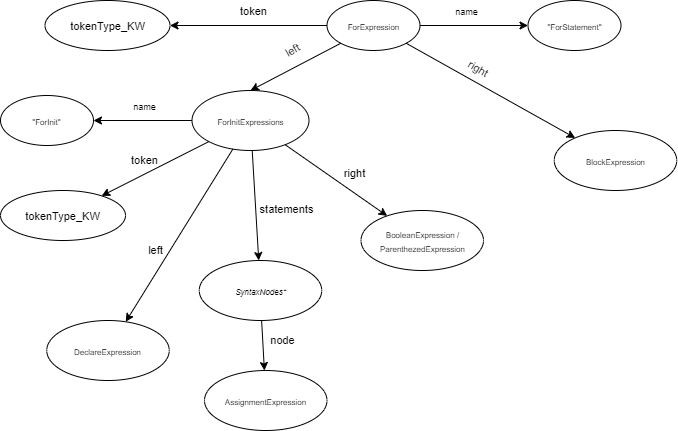 token
name
tokenType_KW
ForExpression
"ForStatement"
left
right
name
"ForInit"
ForInitExpressions
token
right
BlockExpression
tokenType_KW
statements
left
BooleanExpression /
ParenthezedExpression
SyntaxNodes*
node
DeclareExpression
AssignmentExpression